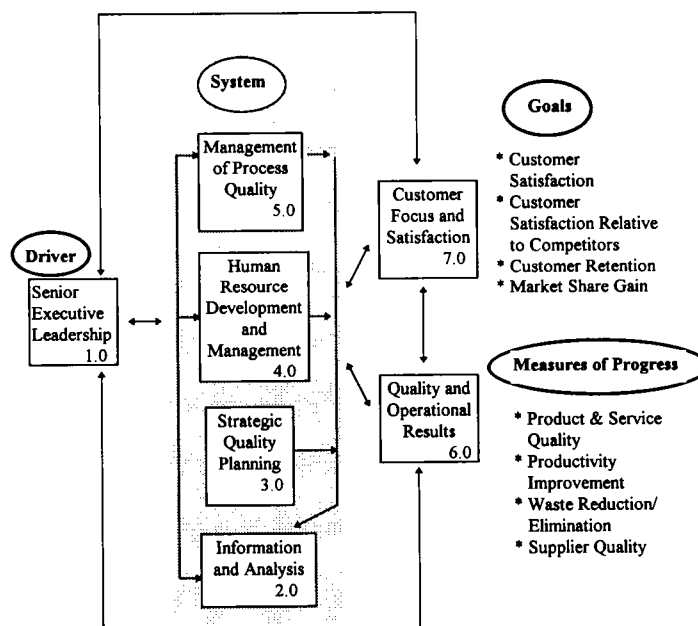 System
Management
of Process
Quality
5.0
Driver
Senior
Executive
Leadership
1.0
Human
Resource
Development
and
Management
4.0
Strategic
Quality
Planning
3.0
Information
and Analysis
2.0
Customer
Focus and
Satisfaction
7.0
Quality and
Operational
Results
6.0
Goals
* Customer
Satisfaction
* Customer
Satisfaction Relative
to Competitors
* Customer Retention
* Market Share Gain
Measures of Progress
* Product & Service
Quality
* Productivity
Improvement
* Waste Reduction/
Elimination
* Supplier Quality